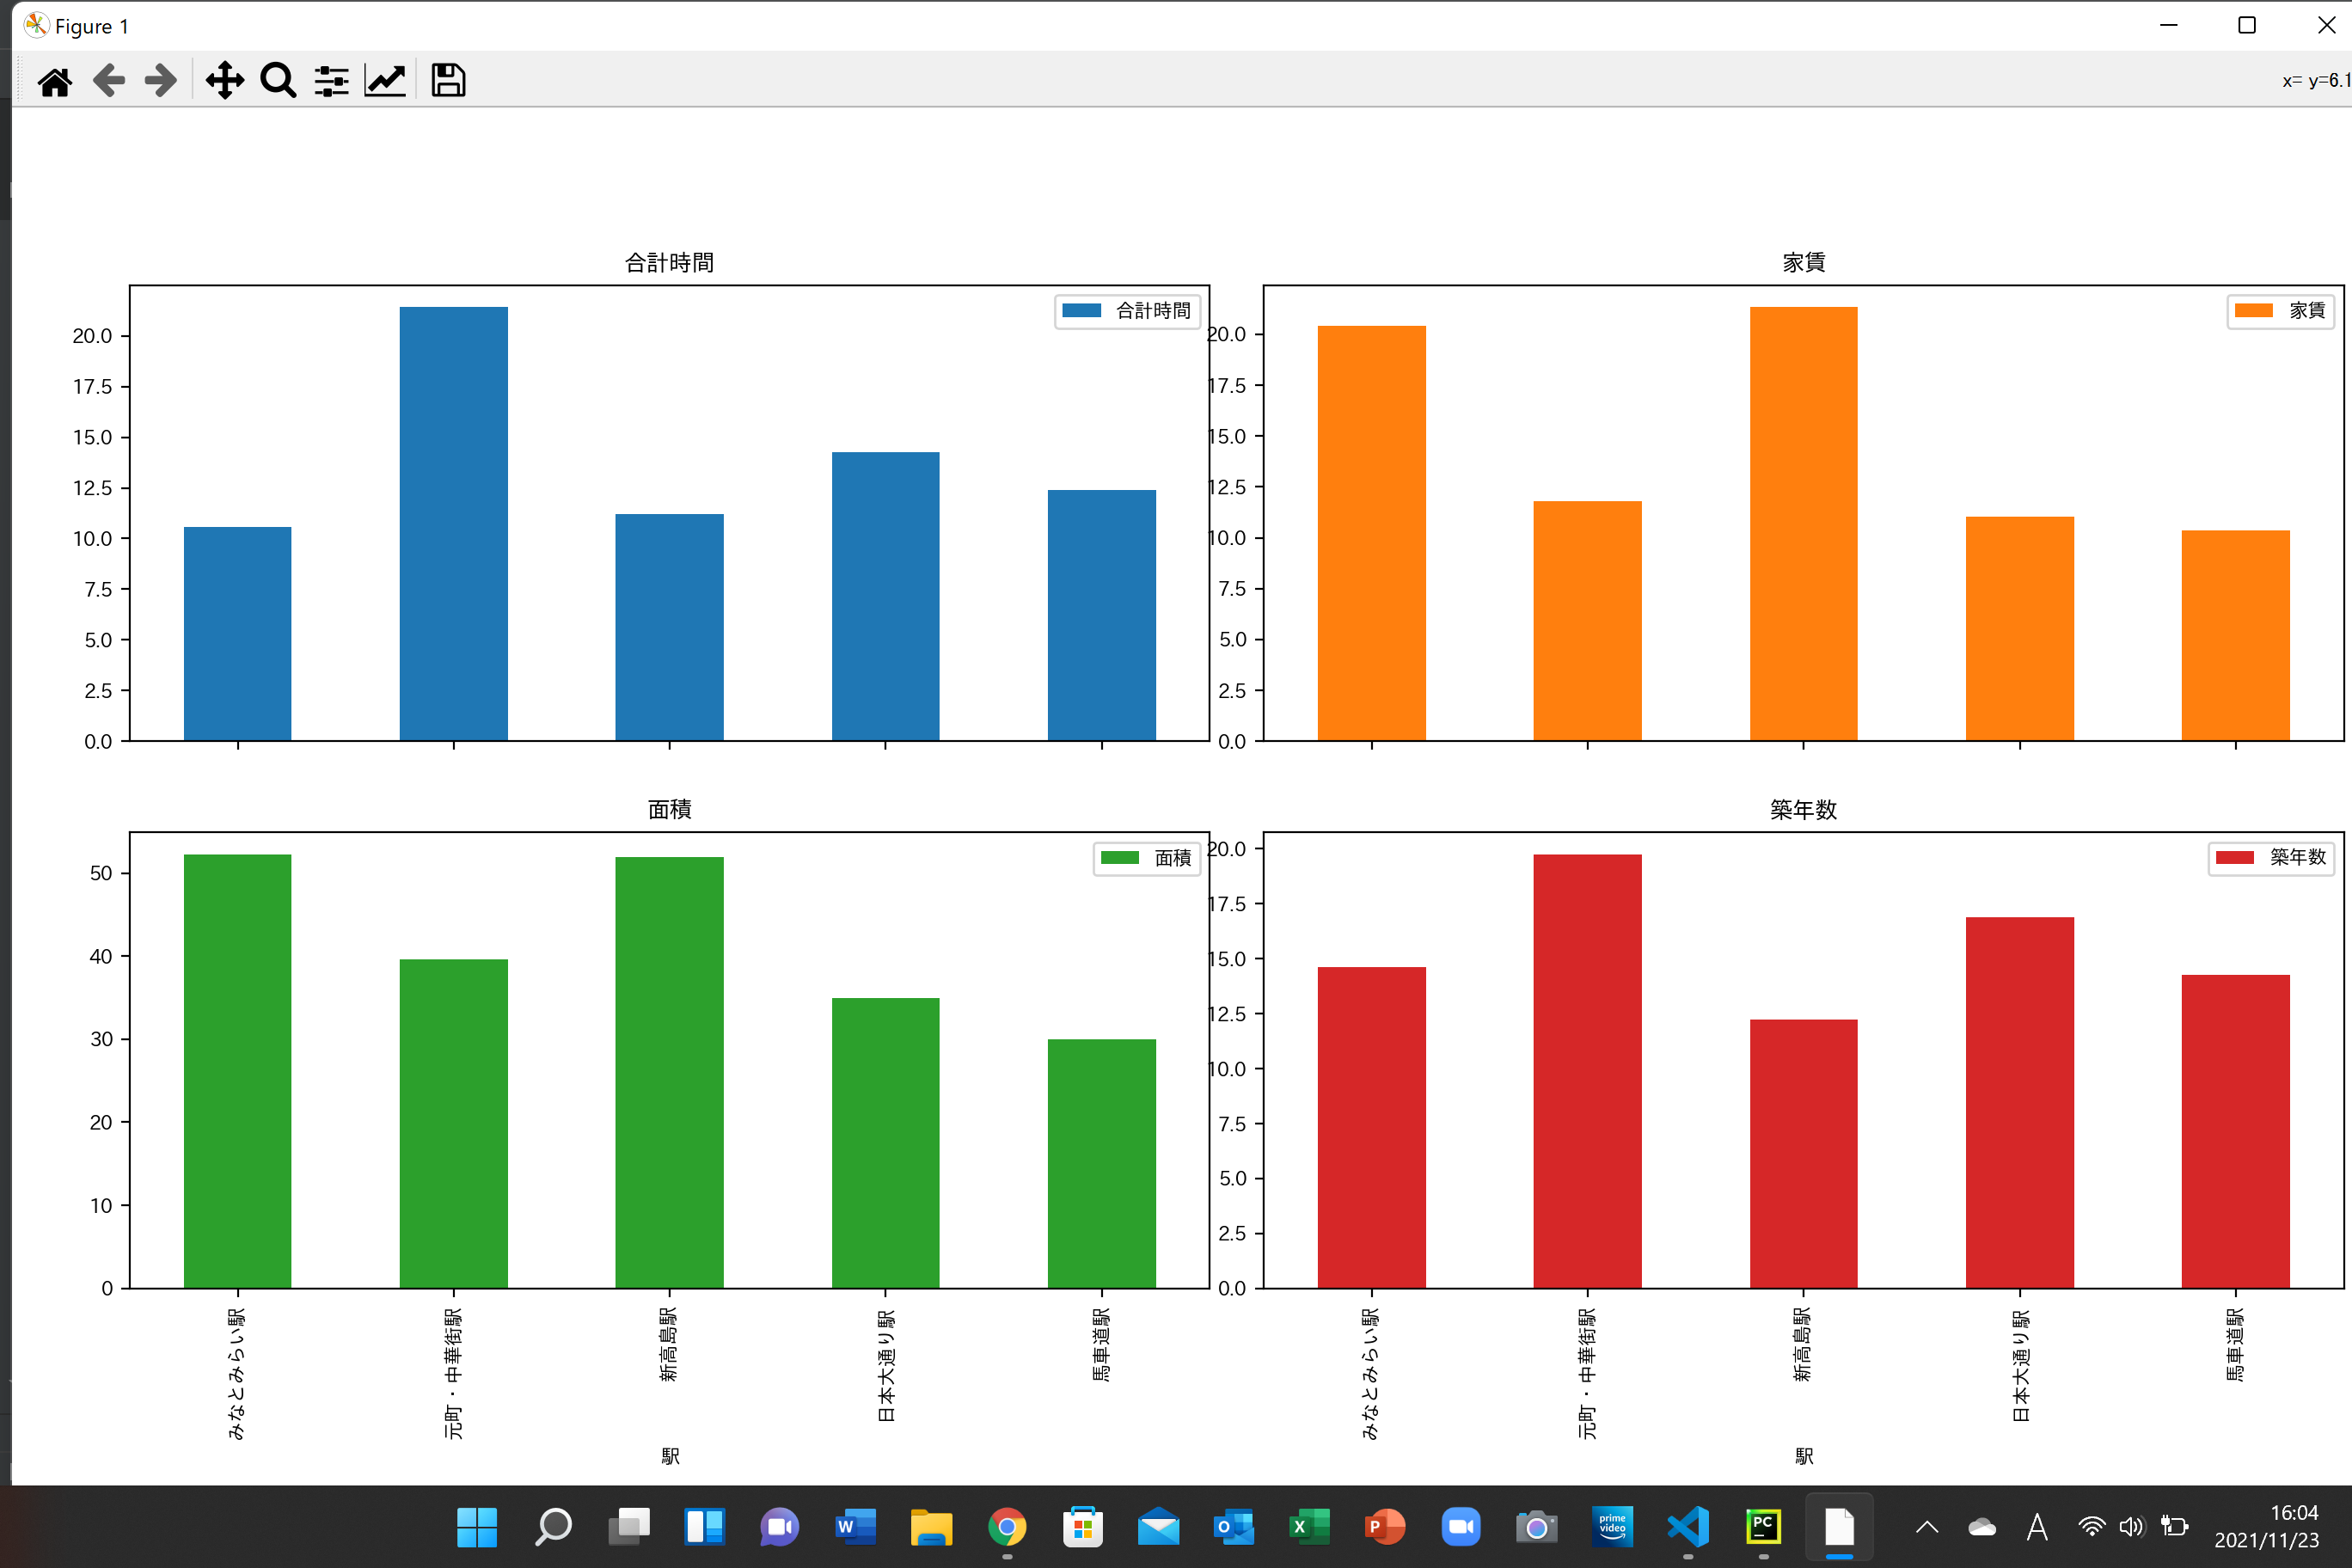 Figure 1
x= y=6.1
合計時間
合計時間
20.0
17.5
15.0
12.5
10.0
7.5
5.0
2.5
0.0
家賃
家賃
20.0
17.5
15.0
12.5
10.0
7.5
5.0
2.5
0.0
面積
面積
50
40
30
20
10
0
みなとみらい駅
元町・中華街駅
新高島駅
日本大通り駅
馬車道駅
駅
築年数
築年数
20.0
17.5
15.0
12.5
10.0
7.5
5.0
2.5
0.0
みなとみらい駅
元町・中華街駅
新高島駅
日本大通り駅
馬車道駅
駅
W
O
X
P
prime
video
PC
A
16:04
2021/11/23